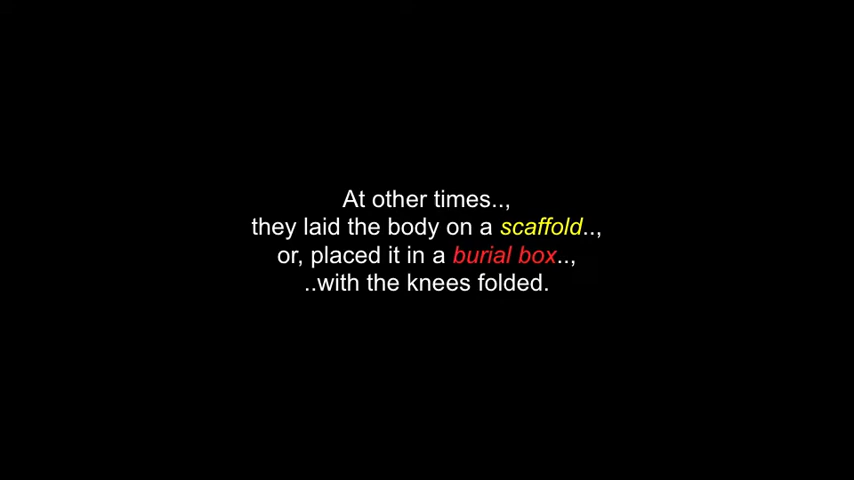 At other times..,
they laid the body on a scaffold..,
or, placed it in a burial box..,
..with the knees folded.